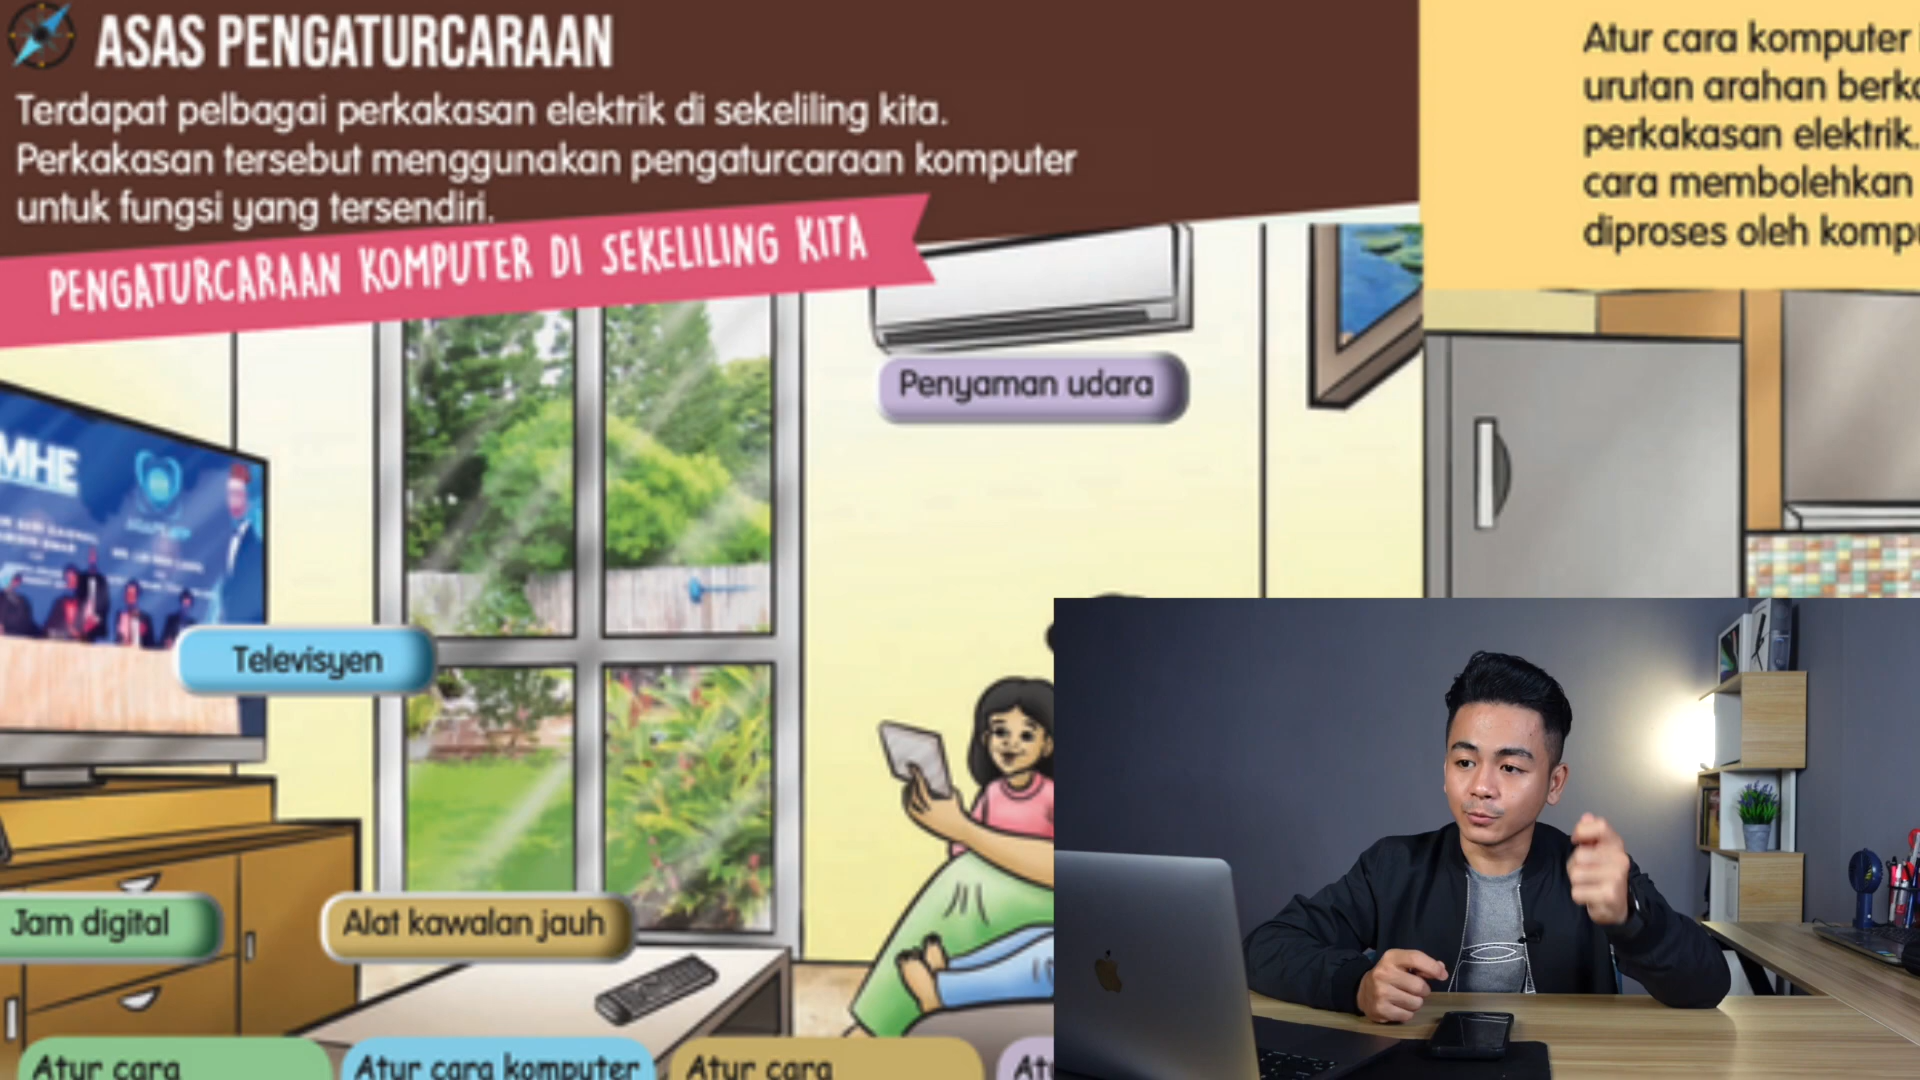 ASAS PENGATURCARAAN
Terdapat pelbagai perkakasan elektrik di sekeliling kita.
Perkakasan tersebut menggunakan pengaturcaraan komputer
untuk fungsi yang tersendiri.
PENGATURCARAAN KOMPUTER DI SEKELILING KITA
Atur cara komputer
urutan arahan
perkakasan elektrik.
cara membolehkan
diproses oleh
Penyaman udara
MHE
Televisyen
Jam digital
Alat kawalan jauh
Atur cara
Atur cara komputer
Atur cara